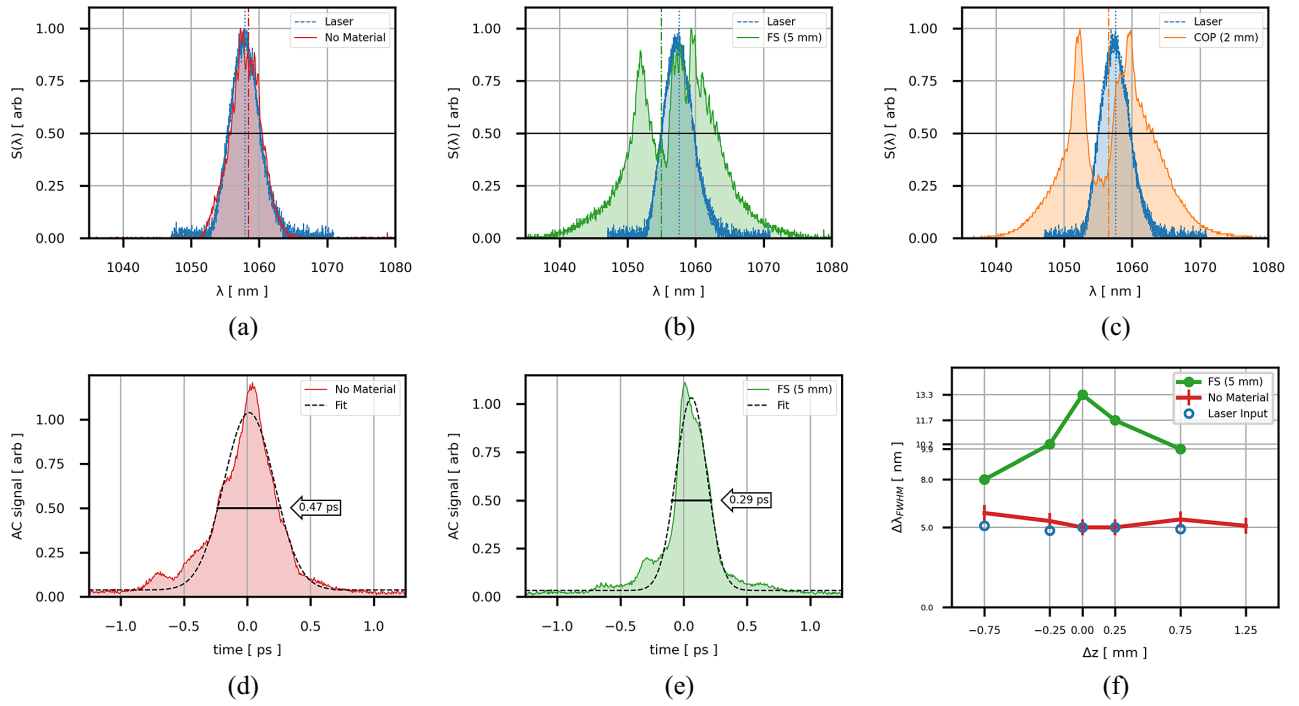 1.00
0.75
0.50
0.25
0.00
S(λ) [ arb ]
Laser
No Material
1040 1050 1060 1070 1080
λ [ nm ]
(a)
1.00
0.75
0.50
0.25
0.00
S(λ) [ arb ]
Laser
FS (5 mm)
1040 1050 1060 1070 1080
λ [ nm ]
(b)
1.00
0.75
0.50
0.25
0.00
S(λ) [ arb ]
Laser
COP (2 mm)
1040 1050 1060 1070 1080
λ [ nm ]
(c)
1.00
0.75
0.50
0.25
0.00
AC signal [ arb ]
No Material
Fit
0.47 ps
−1.0 −0.5 0.0 0.5 1.0
time [ ps ]
(d)
1.00
0.75
0.50
0.25
0.00
AC signal [ arb ]
FS (5 mm)
Fit
0.29 ps
−1.0 −0.5 0.0 0.5 1.0
time [ ps ]
(e)
13.3
11.7
10.2
9.9
8.0
5.0
0.0
ΔλFWHM [ nm ]
FS (5 mm)
No Material
Laser Input
−0.75 −0.25 0.00 0.25 0.75 1.25
Δz [ mm ]
(f)